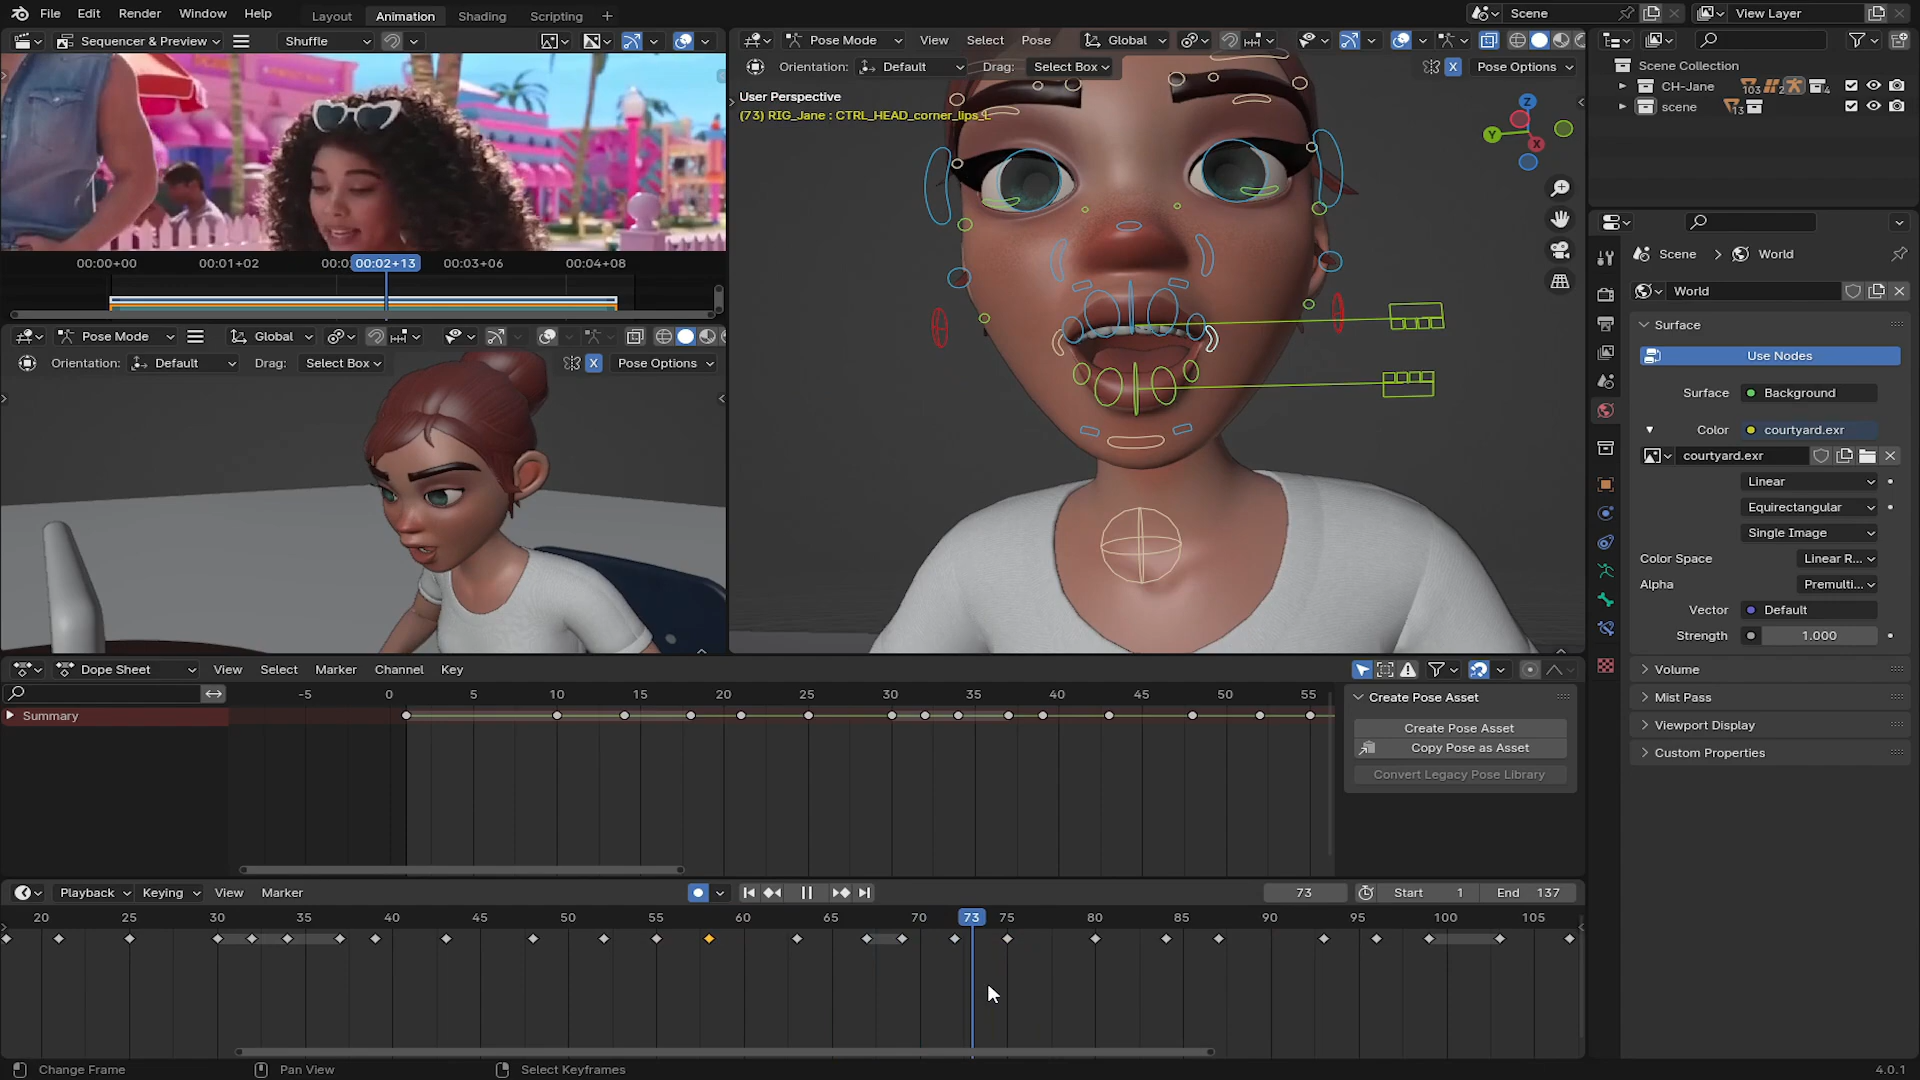 File Edit Render Window Help Layout Animation Shading Scripting + Scene View Layer
Sequencer & Preview Shuffle
Pose Mode View Select Pose Global
Orientation: Default Drag: Select Box X Pose Options
User Perspective
(73) RIG_Jane : CTRL_HEAD_corner_lips_L
Z
Y
X
00:00+00 00:01+02 00:0 00:02+13 00:03+06 00:04+08
Pose Mode Global
Orientation: Default Drag: Select Box X Pose Options
Scene Collection
CH-Jane 103 2 4
scene 13
Scene > World
World
Surface
Use Nodes
Surface Background
Color courtyard.exr
courtyard.exr
Linear
Equirectangular
Single Image
Color Space Linear R...
Alpha Premulti...
Vector Default
Strength 1.000
Volume
Mist Pass
Viewport Display
Custom Properties
Dope Sheet View Select Marker Channel Key
-5 0 5 10 15 20 25 30 35 40 45 50 55
Summary
Create Pose Asset
Create Pose Asset
Copy Pose as Asset
Convert Legacy Pose Library
Playback Keying View Marker 73 Start 1 End 137
20 25 30 35 40 45 50 55 60 65 70 73 75 80 85 90 95 100 105
Change Frame Pan View Select Keyframes 4.0.1